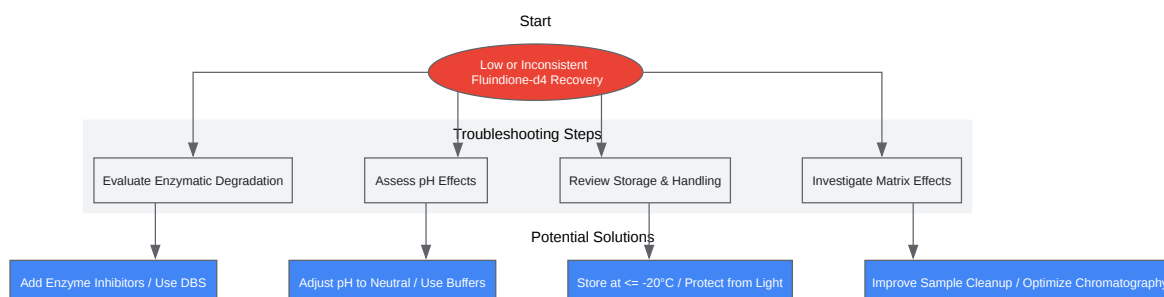 Start
Low or Inconsistent
Fluindione-d4 Recovery
Troubleshooting Steps
Evaluate Enzymatic Degradation
Assess pH Effects
Review Storage & Handling
Investigate Matrix Effects
Potential Solutions
Add Enzyme Inhibitors / Use DBS
Adjust pH to Neutral / Use Buffers
Store at <= -20°C / Protect from Light
Improve Sample Cleanup / Optimize Chromatography